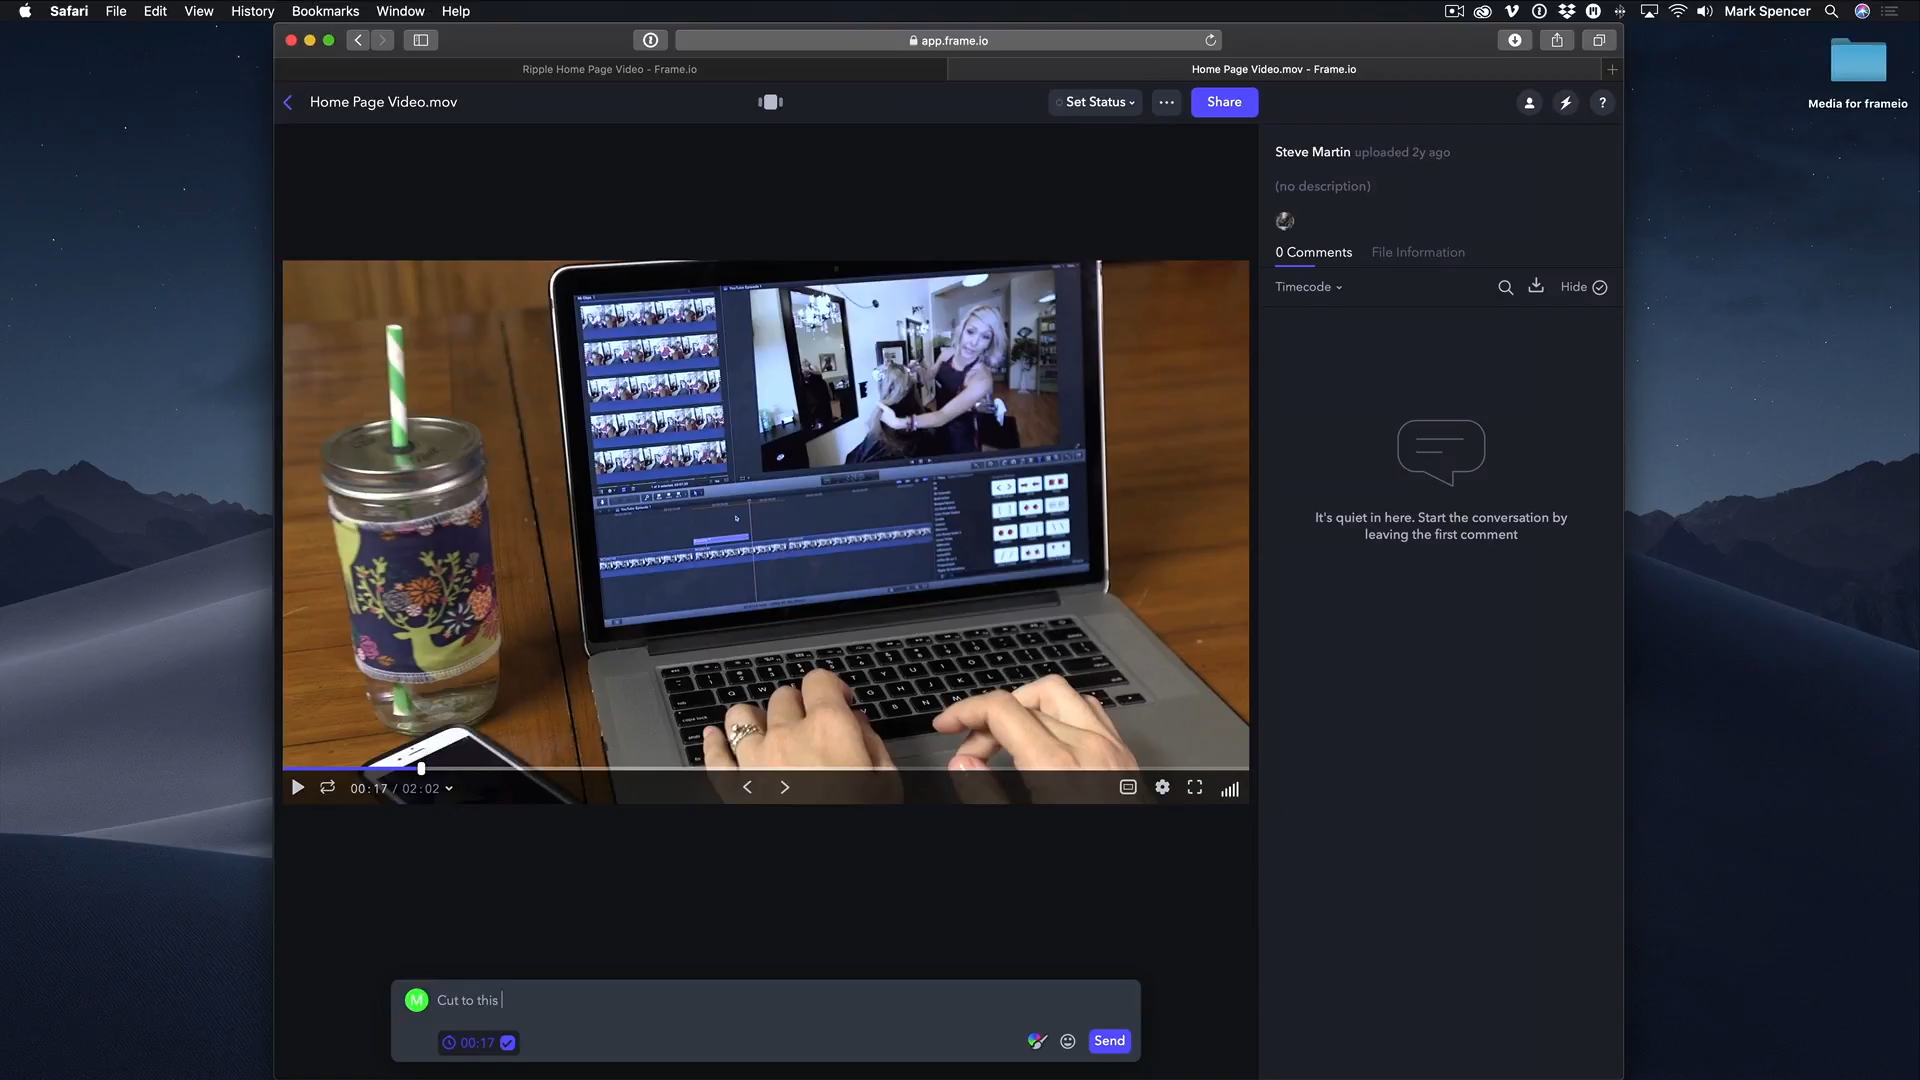 Safari File Edit View History Bookmarks Window Help
Mark Spencer
app.frame.io
Ripple Home Page Video - Frame.io
Home Page Video.mov - Frame.io
Media for frameio
Home Page Video.mov
Set Status
Share
?
Steve Martin uploaded 2y ago
(no description)
0 Comments
File Information
Timecode
Hide
It's quiet in here. Start the conversation by
leaving the first comment
00:17 / 02:02
M
Cut to this
00:17
Send